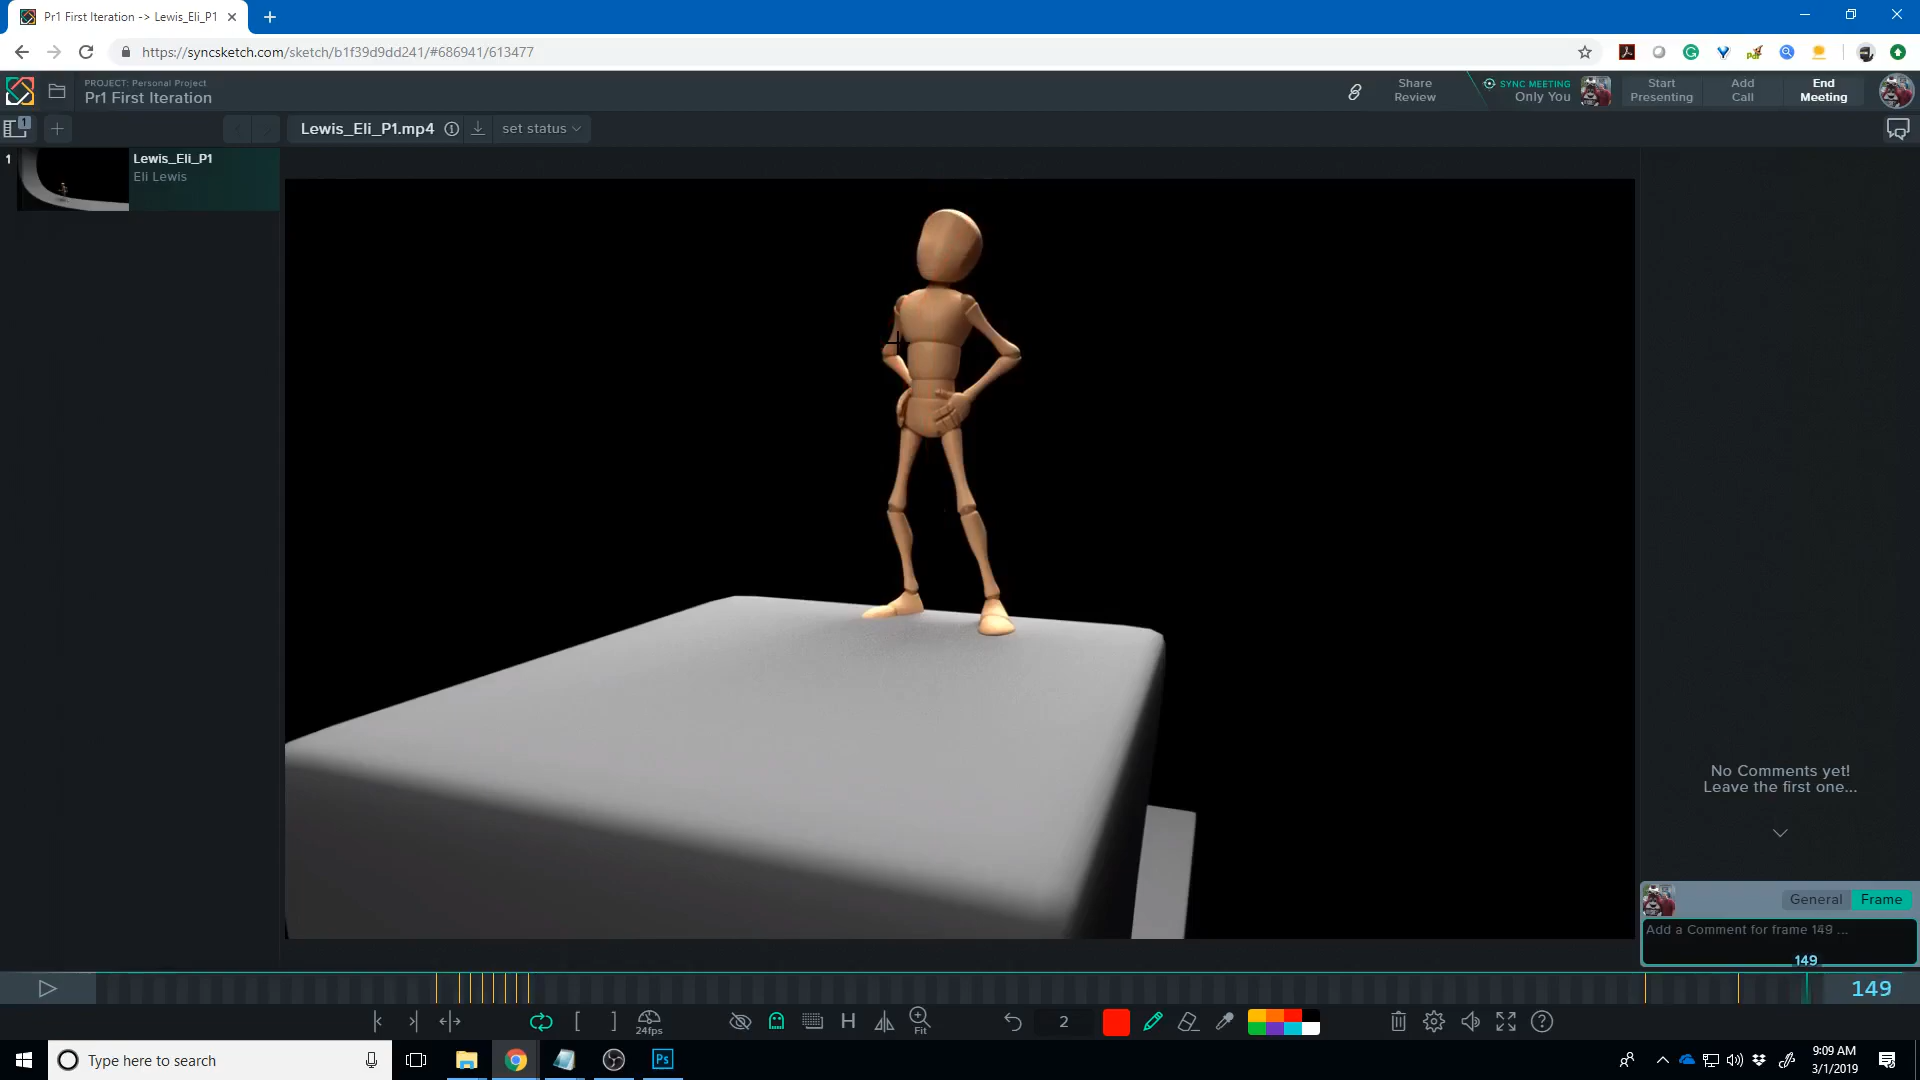 Pr1 First Iteration -> Lewis_Eli_P1
https://syncsketch.com/sketch/b1f39d9dd241/#686941/613477
PROJECT: Personal Project
Pr1 First Iteration
Share Review
SYNC MEETING
Only You
Start Presenting
Add Call
End Meeting
1
Lewis_Eli_P1.mp4
set status
1
Lewis_Eli_P1
Eli Lewis
No Comments yet!
Leave the first one...
General
Frame
Add a Comment for frame 149 ...
149
149
24fps
H
Fit
2
Type here to search
Ps
9:09 AM
3/1/2019